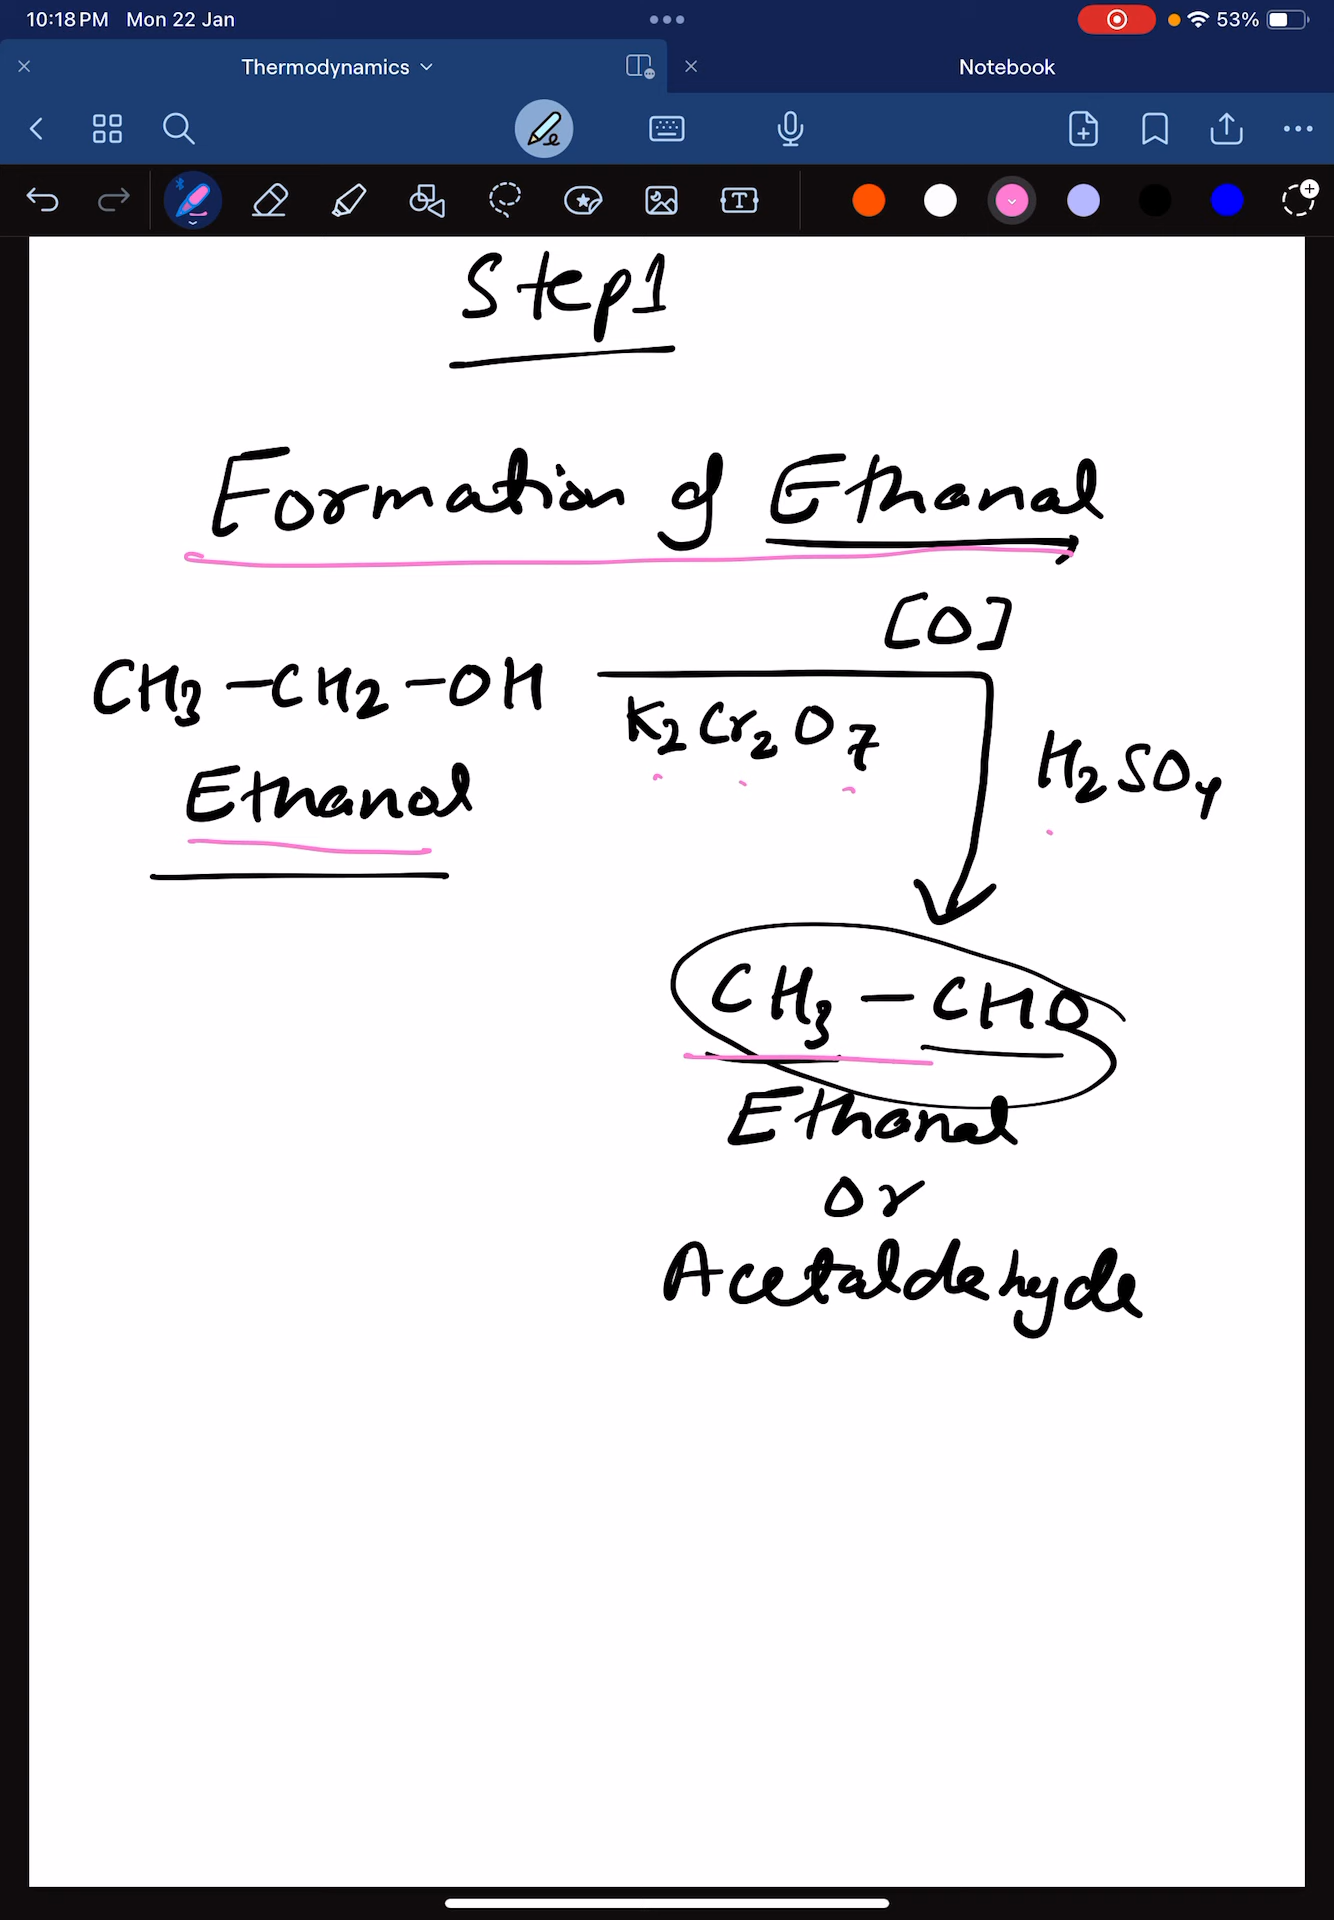 10:18 PM Mon 22 Jan
53%
Thermodynamics
Notebook
Step1
Formation of Ethanal
[O]
CH3-CH2-OH
K2Cr2O7
H2SO4
Ethanol
CH3-CHO
Ethanal
or
Acetaldehyde